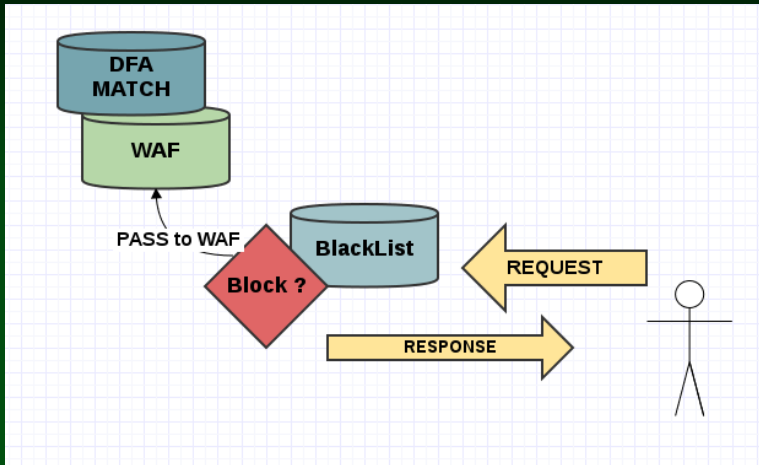 DFA
MATCH
WAF
PASS to WAF
BlackList
Block ?
REQUEST
RESPONSE